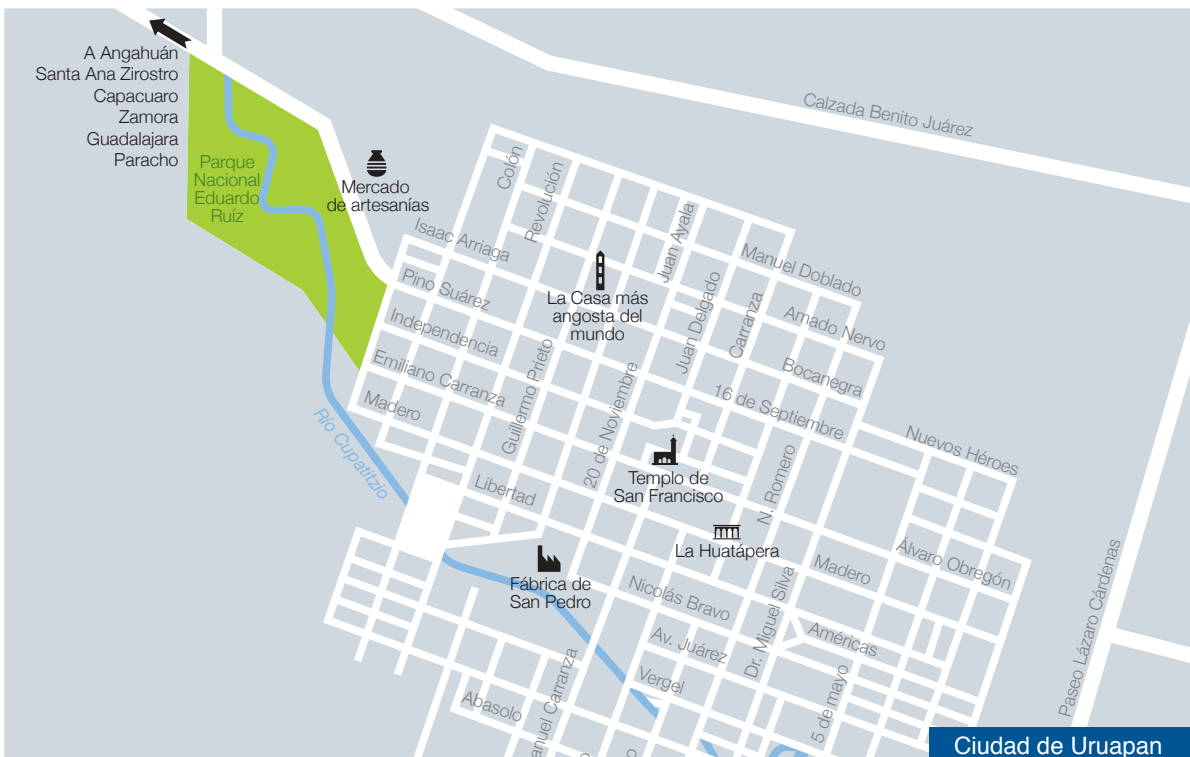 A Angahuán
Santa Ana Zirostro
Capacuaro
Zamora
Guadalajara
Paracho
Parque
Nacional
Eduardo
Ruíz
Mercado
de artesanías
Calzada Benito Juárez
Colón
Revolución
Isaac Arriaga
Juan Ayala
Manuel Doblado
Pino Suárez
La Casa más
angosta del
mundo
Juan Delgado
Carranza
Amado Nervo
Independencia
Bocanegra
Emiliano Carranza
Guillermo Prieto
16 de Septiembre
Madero
20 de Noviembre
Nuevos Héroes
Río Cupatitzio
Libertad
Templo de
San Francisco
N. Romero
La Huatápera
Madero
Álvaro Obregón
Fábrica de
San Pedro
Nicolás Bravo
Dr. Miguel Silva
Av. Juárez
Américas
Vergel
Paseo Lázaro Cárdenas
Abasolo
anuel Carranza
5 de mayo
o
o
Ciudad de Uruapan